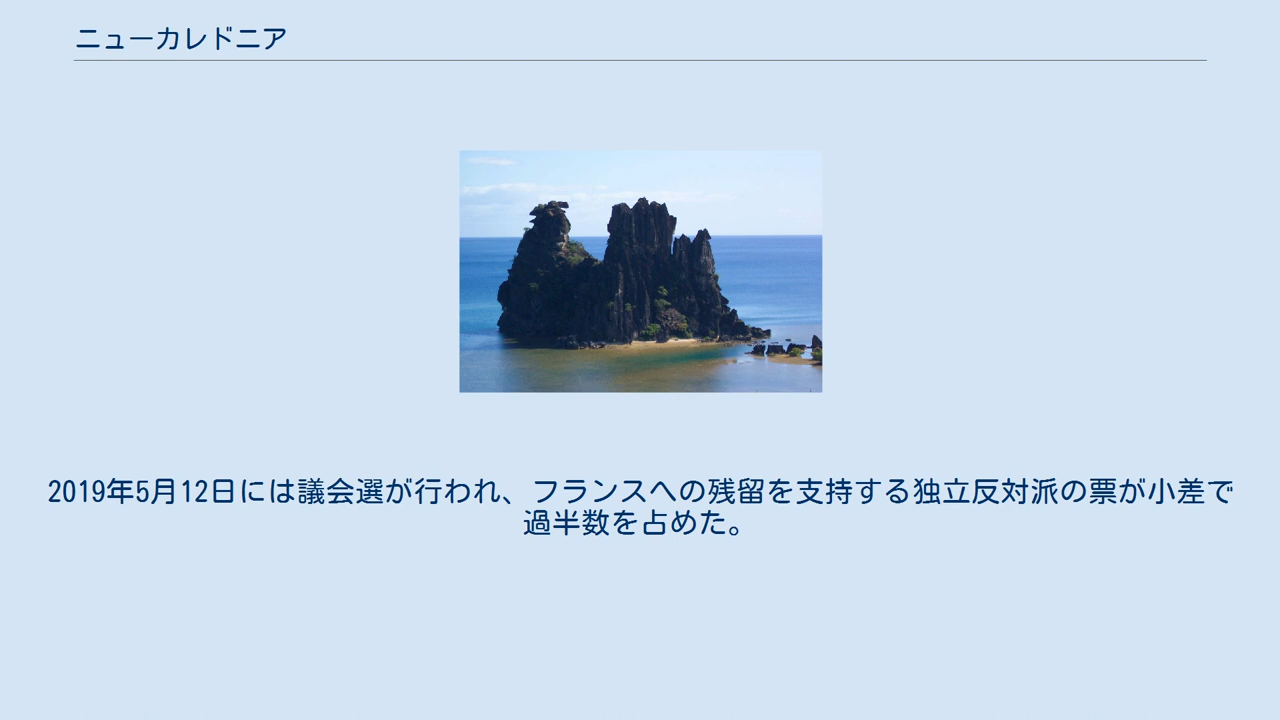 ニューカレドニア
2019年5月12日には議会選が行われ、フランスへの残留を支持する独立反対派の票が小差で
過半数を占めた。